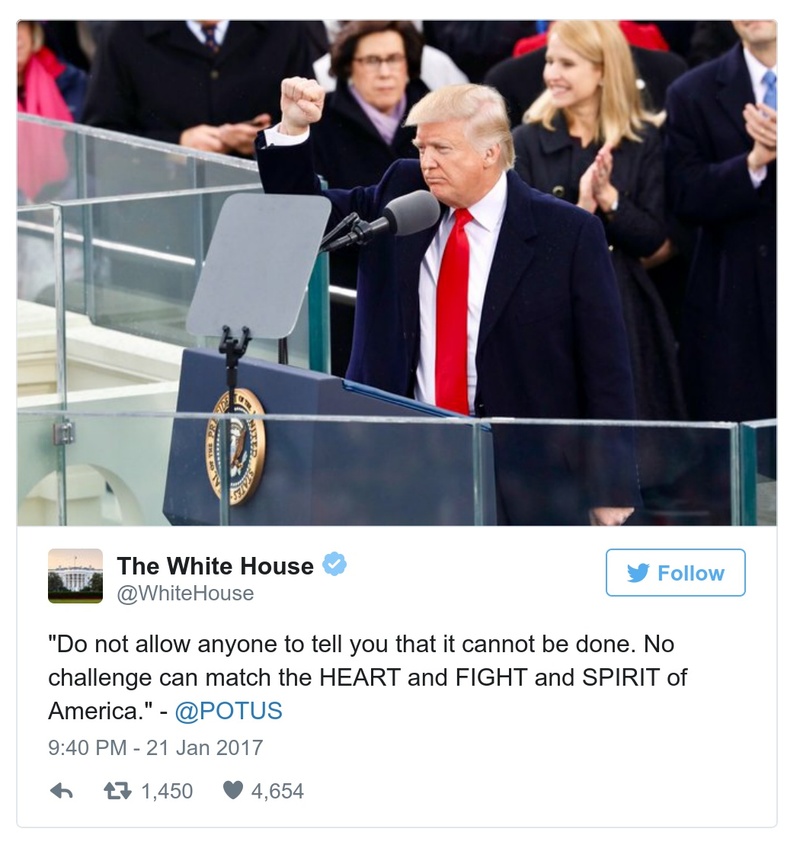 The White House
Follow
@WhiteHouse
"Do not allow anyone to tell you that it cannot be done. No
challenge can match the HEART and FIGHT and SPIRIT of
America." - @POTUS
9:40 PM - 21 Jan 2017
1,450 4,654